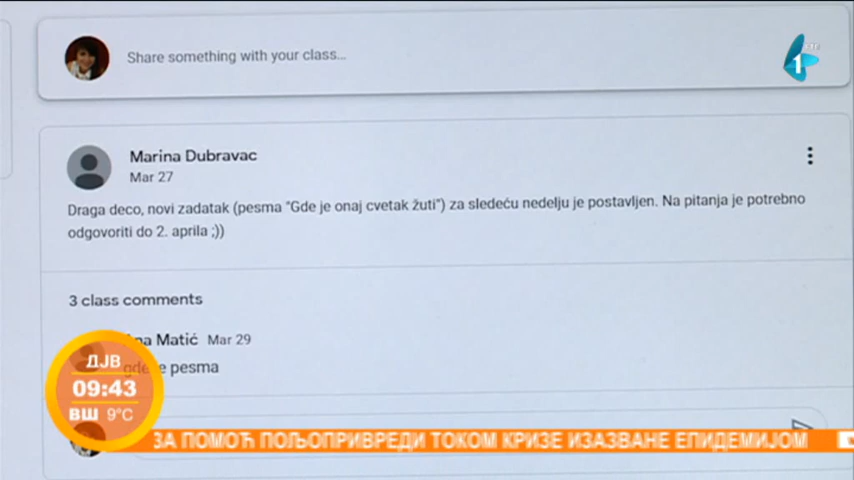 Share something with your class...
РТС
1
Marina Dubravac
Mar 27
Draga deco, novi zadatak (pesma "Gde je onaj cvetak žuti") za sledeću nedelju je postavljen. Na pitanja je potrebno
odgovoriti do 2. aprila ;))
3 class comments
Matić Mar 29
pesma
ДЈВ
09:43
ВШ 9°C
ЗА ПОМОЋ ПОЉОПРИВРЕДИ ТОКОМ КРИЗЕ ИЗАЗВАНЕ ЕПИДЕМИЈОМ